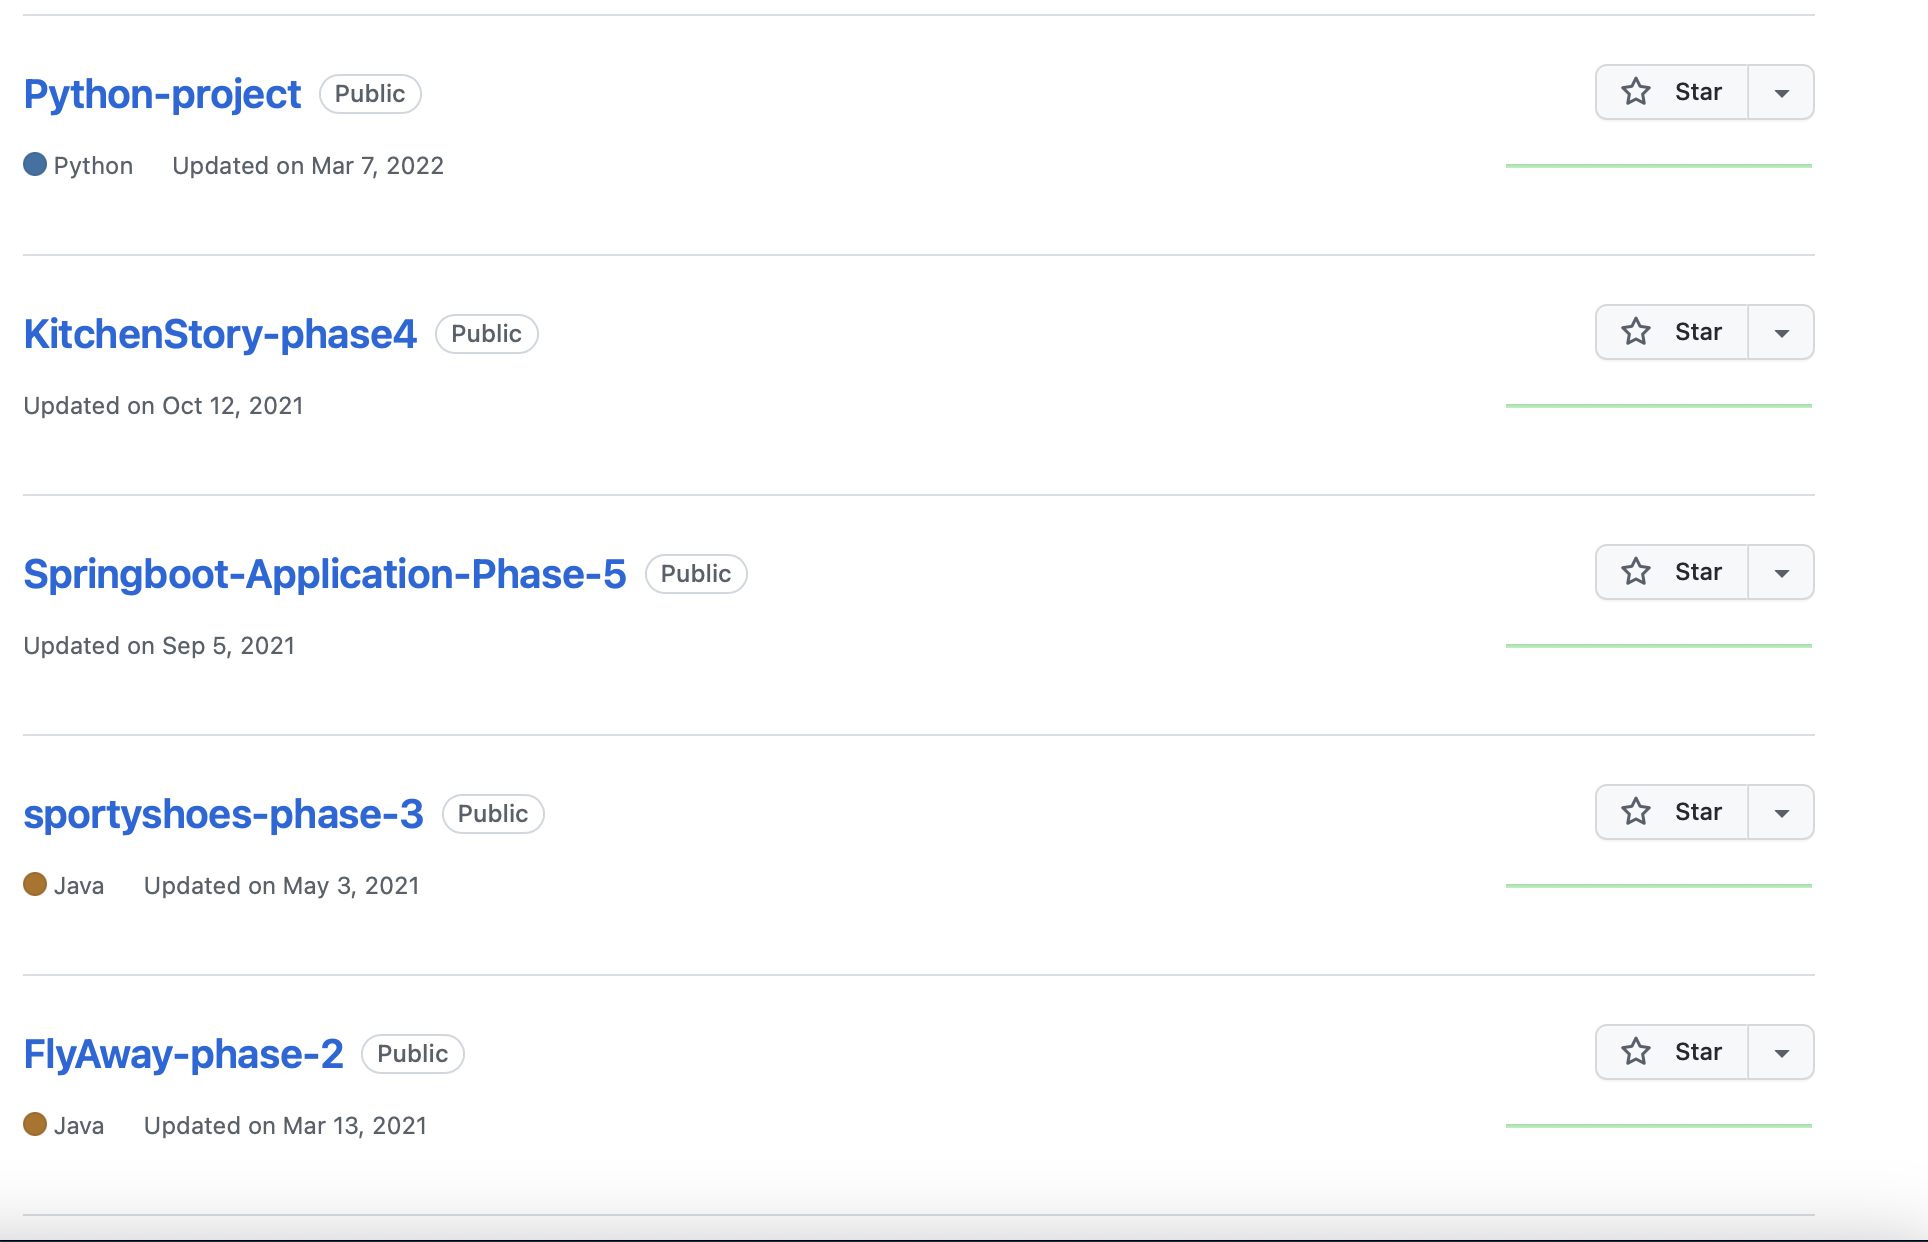 Python-project Public Star
Python Updated on Mar 7, 2022
KitchenStory-phase4 Public Star
Updated on Oct 12, 2021
Springboot-Application-Phase-5 Public Star
Updated on Sep 5, 2021
sportyshoes-phase-3 Public Star
Java Updated on May 3, 2021
FlyAway-phase-2 Public Star
Java Updated on Mar 13, 2021